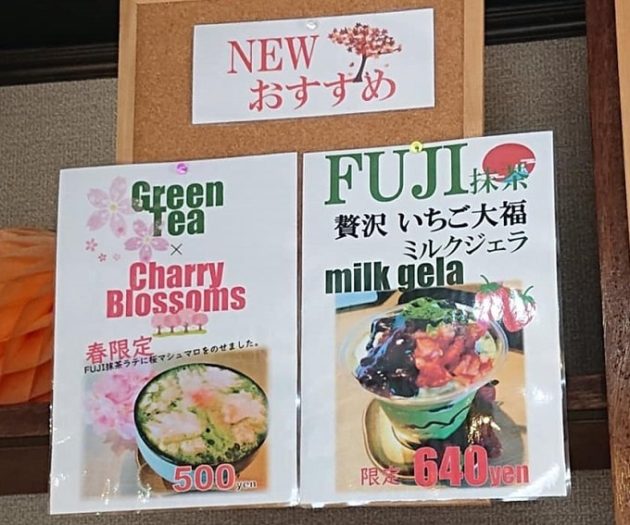 NEW
おすすめ
Green
Tea
×
Charry
Blossoms
春限定
FUJI抹茶ラテに桜マシュマロをのせました。
500yen
FUJI抹茶
贅沢 いちご大福
ミルクジェラ
milk gela
限定 640yen